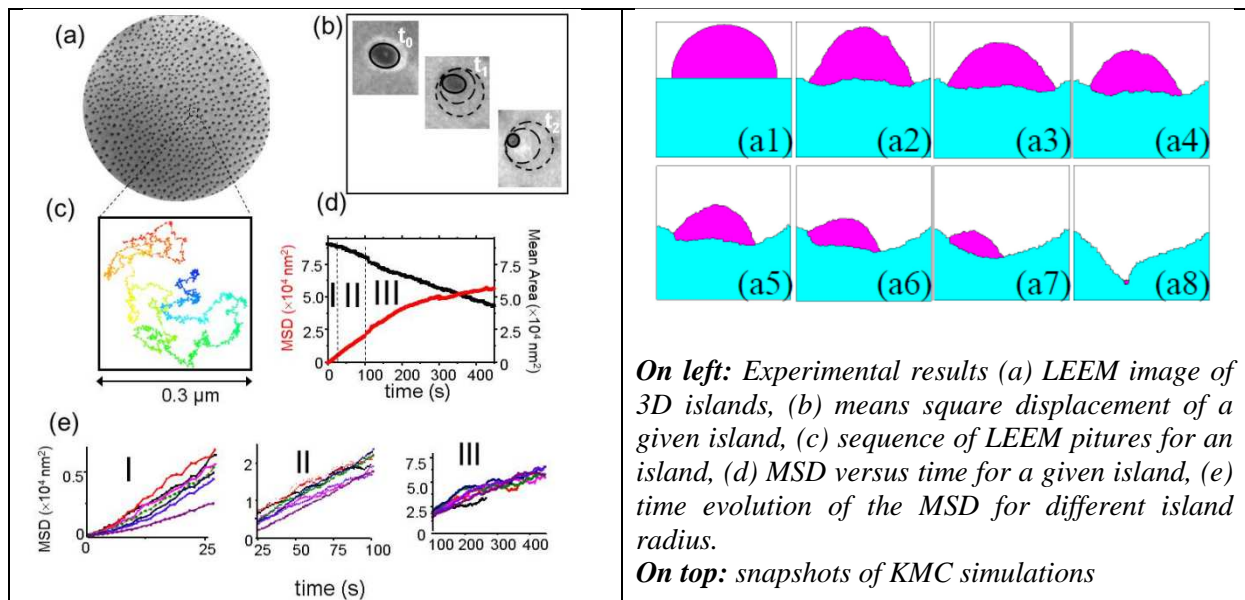 (a)
(b)
t0
t1
t2
(c)
0.3 μm
(d)
MSD (×10⁴ nm²)
7.5
5.0
2.5
0
I II III
0 100 200 300 400
time (s)
7.5
5.0
2.5
0
Mean Area (×10⁴ nm²)
(e)
MSD (×10⁴ nm²)
0.5
0
0 25
I
2
1
0
25 50 75 100
II
7.5
5.0
2.5
0
100 200 300 400
III
time (s)
(a1) (a2) (a3) (a4)
(a5) (a6) (a7) (a8)
On left: Experimental results (a) LEEM image of
3D islands, (b) means square displacement of a
given island, (c) sequence of LEEM pitures for an
island, (d) MSD versus time for a given island, (e)
time evolution of the MSD for different island
radius.
On top: snapshots of KMC simulations